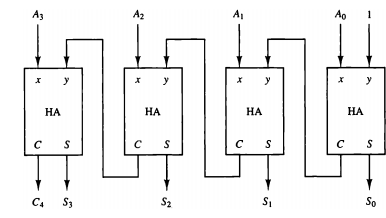 A3 A2 A1 A0 1
x y x y x y x y
HA HA HA HA
C S C S C S C S
C4 S3 S2 S1 S0